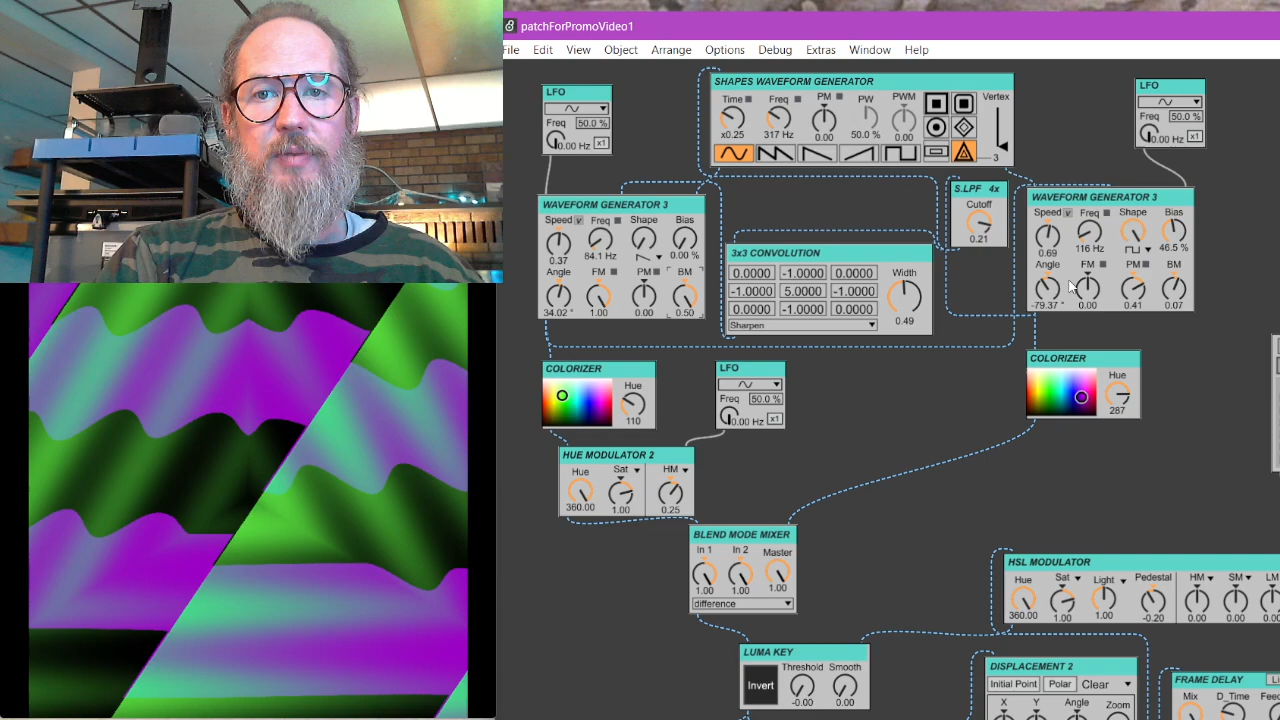 patchForPromoVideo1
File Edit View Object Arrange Options Debug Extras Window Help
LFO
Freq 50.0 %
0.00 Hz x1
SHAPES WAVEFORM GENERATOR
Time Freq PM PW PWM Vertex
x0.25 317 Hz 0.00 50.0 % 0.00
3
LFO
Freq 50.0 %
0.00 Hz x1
WAVEFORM GENERATOR 3
Speed v Freq Shape Bias
0.37 84.1 Hz 0.00 %
Angle FM PM BM
34.02 ° 1.00 0.00 0.50
S.LPF 4x
Cutoff
0.21
WAVEFORM GENERATOR 3
Speed v Freq Shape Bias
0.69 116 Hz 46.5 %
Angle FM PM BM
-79.37 ° 0.00 0.41 0.07
3x3 CONVOLUTION
0.0000 -1.0000 0.0000 Width
-1.0000 5.0000 -1.0000
0.0000 -1.0000 0.0000 0.49
Sharpen
COLORIZER
Hue
110
LFO
Freq 50.0 %
0.00 Hz x1
COLORIZER
Hue
287
HUE MODULATOR 2
Hue Sat HM
360.00 1.00 0.25
BLEND MODE MIXER
In 1 In 2 Master
1.00 1.00 1.00
difference
HSL MODULATOR
Hue Sat Light Pedestal HM SM LM
360.00 1.00 1.00 -0.20 0.00 0.00 0.00
LUMA KEY
Invert Threshold Smooth
-0.00 0.00
DISPLACEMENT 2
Initial Point Polar Clear
X Y Angle Zoom
FRAME DELAY
Mix D_Time